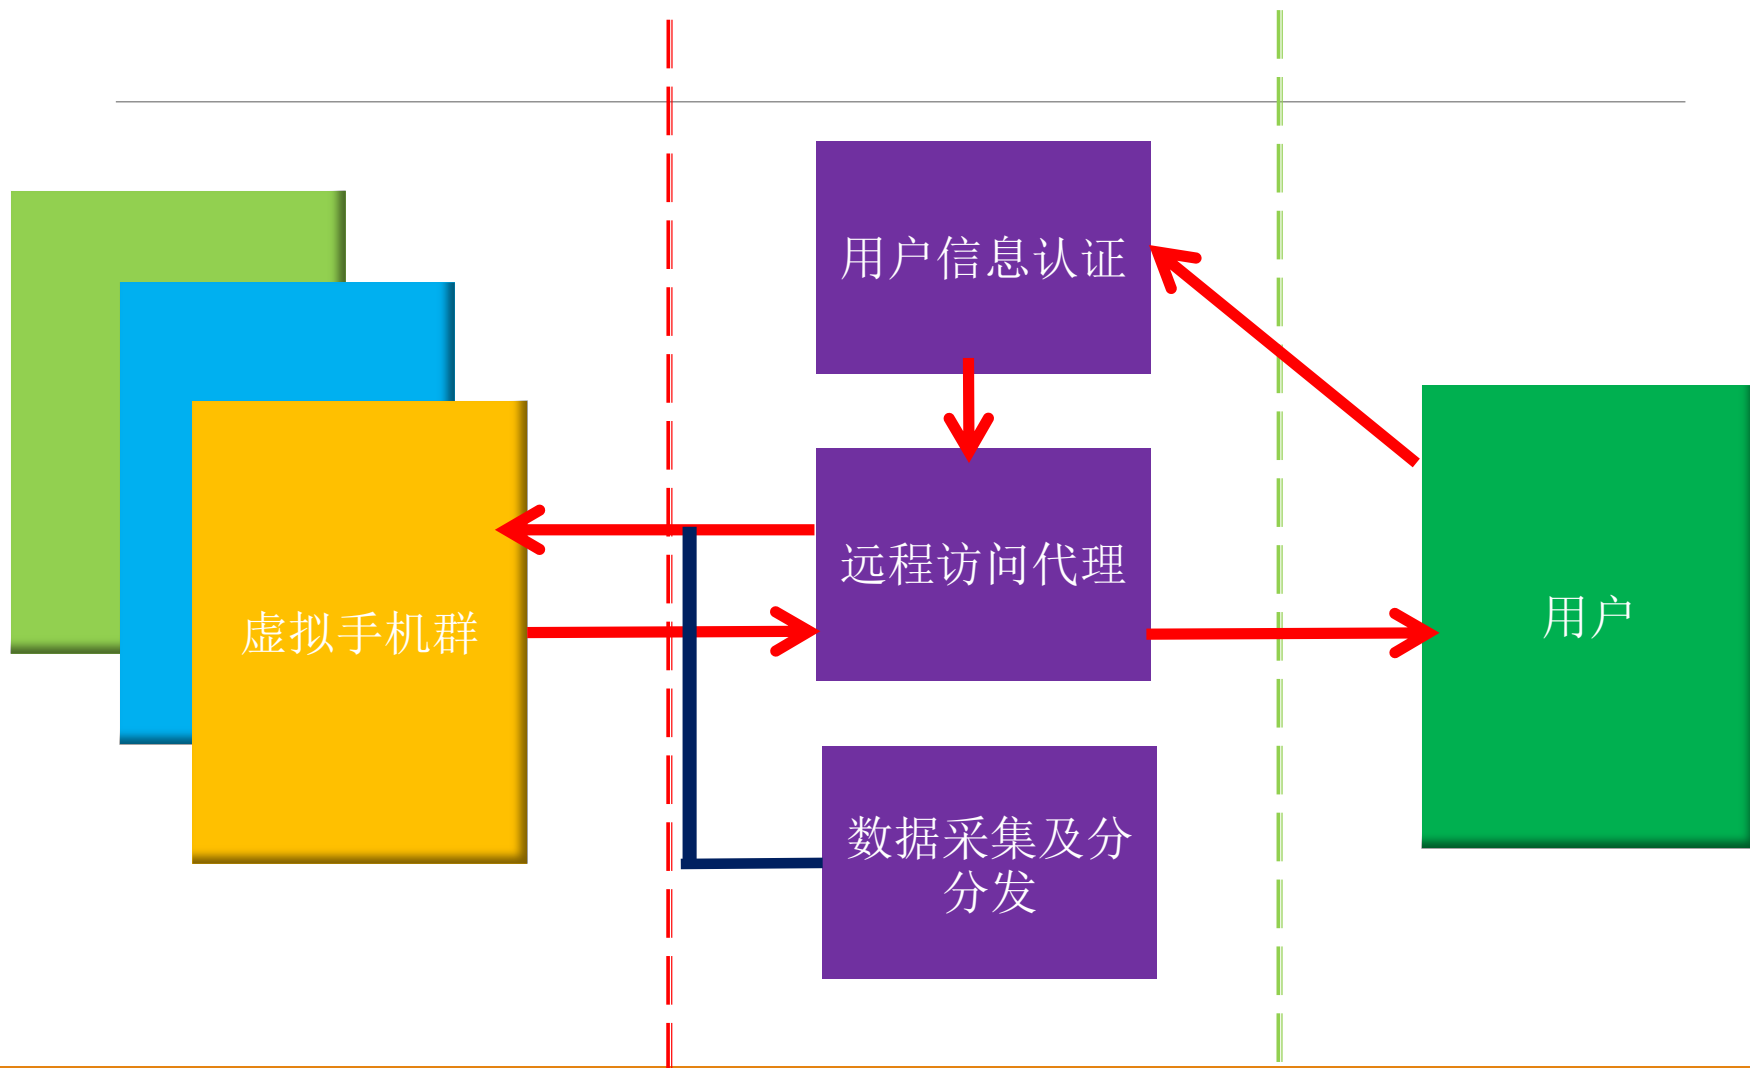 用户信息认证
远程访问代理
虚拟手机群
用户
数据采集及分
分发